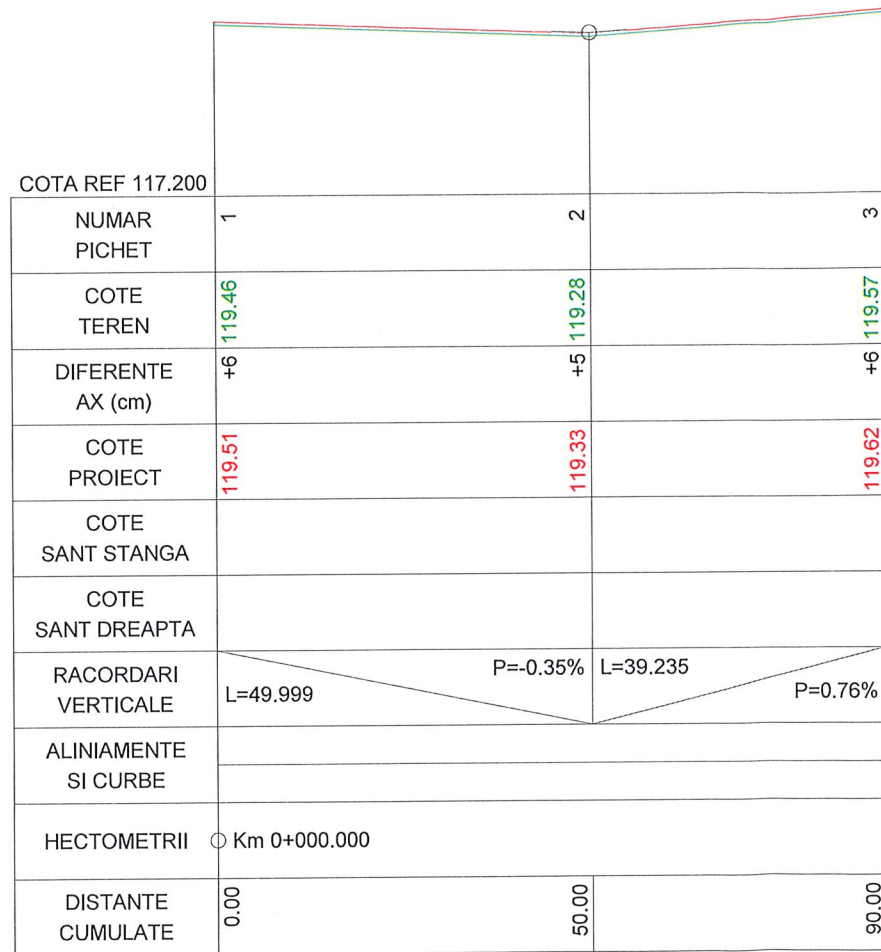 COTA REF 117.200
NUMAR
PICHET
1
2
3
COTE
TEREN
119.46
119.28
119.57
DIFERENTE
AX (cm)
+6
+5
+6
COTE
PROIECT
119.51
119.33
119.62
COTE
SANT STANGA
COTE
SANT DREAPTA
RACORDARI
VERTICALE
L=49.999
P=-0.35%
L=39.235
P=0.76%
ALINIAMENTE
SI CURBE
HECTOMETRII
Km 0+000.000
DISTANTE
CUMULATE
0.00
50.00
90.00